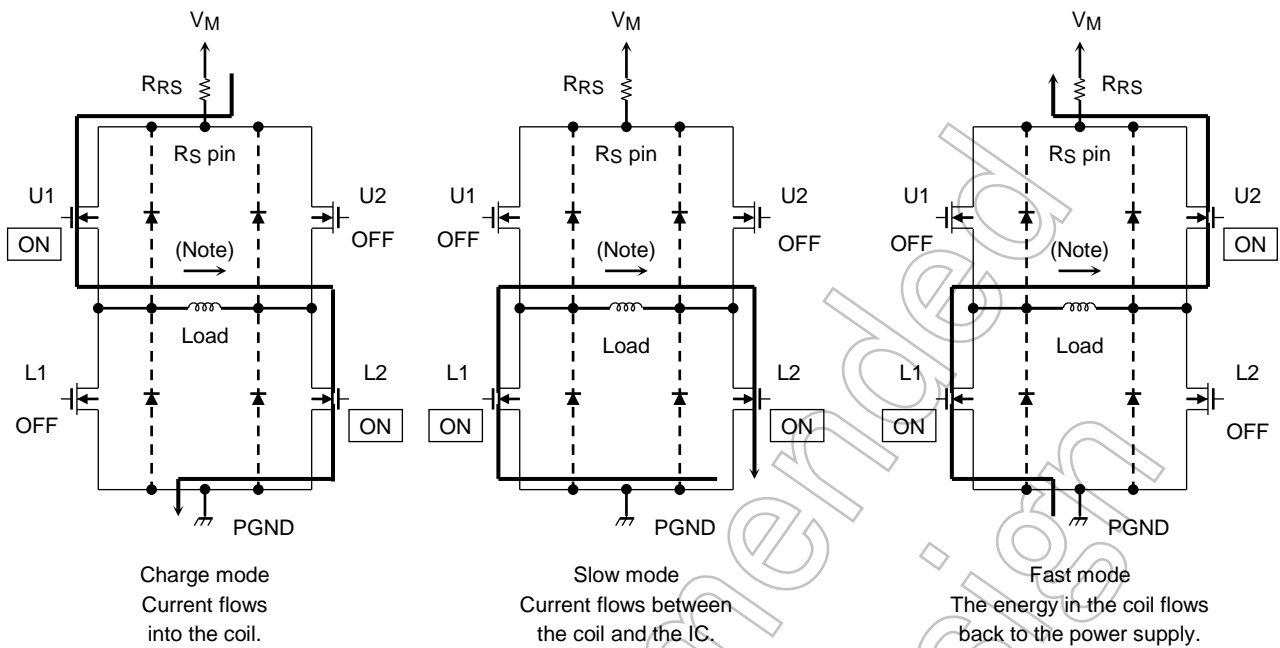 VM
RRS
RS pin
U1
ON
U2
OFF
(Note)
Load
L1
OFF
L2
ON
PGND
Charge mode
Current flows
into the coil.
VM
RRS
RS pin
U1
OFF
U2
OFF
(Note)
Load
L1
ON
L2
ON
PGND
Slow mode
Current flows between
the coil and the IC.
VM
RRS
RS pin
U1
OFF
U2
ON
(Note)
Load
L1
ON
L2
OFF
PGND
Fast mode
The energy in the coil flows
back to the power supply.
mmended
sign